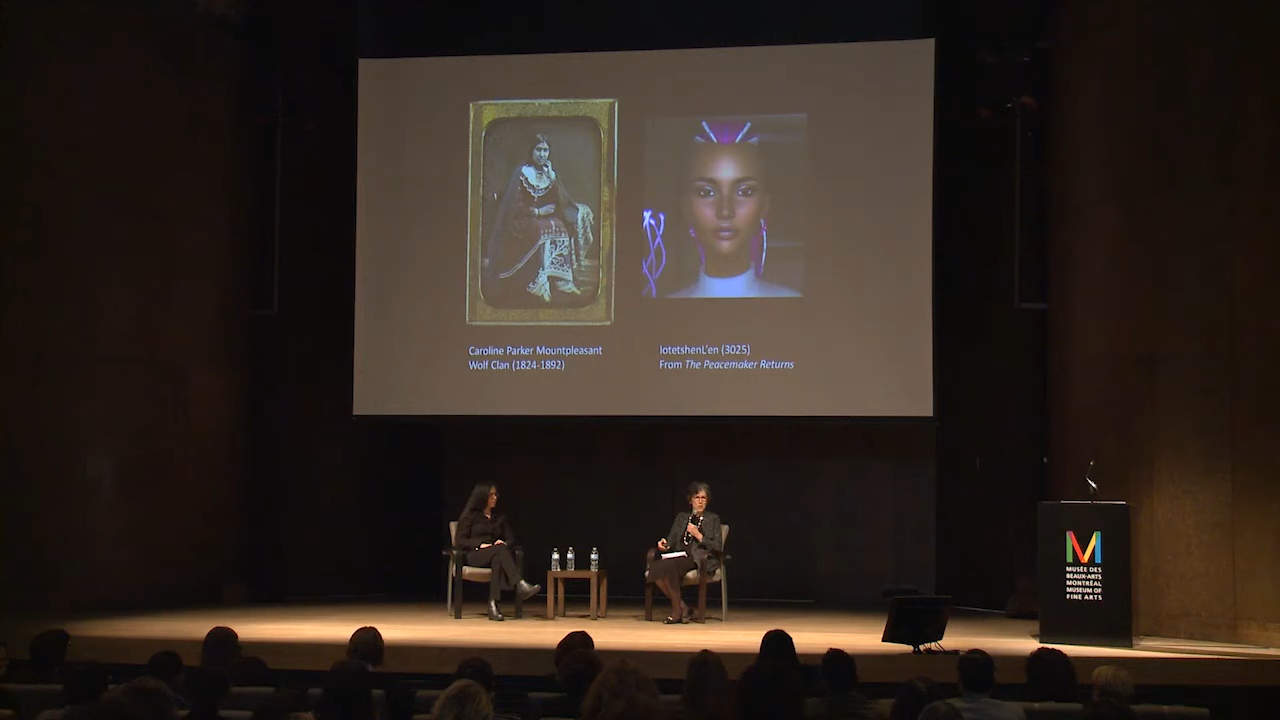 Caroline Parker Mountpleasant
Wolf Clan (1824-1892)
IotetshenL'en (3025)
From The Peacemaker Returns
M
MUSÉE DES
BEAUX-ARTS
MONTRÉAL
MUSEUM OF
FINE ARTS